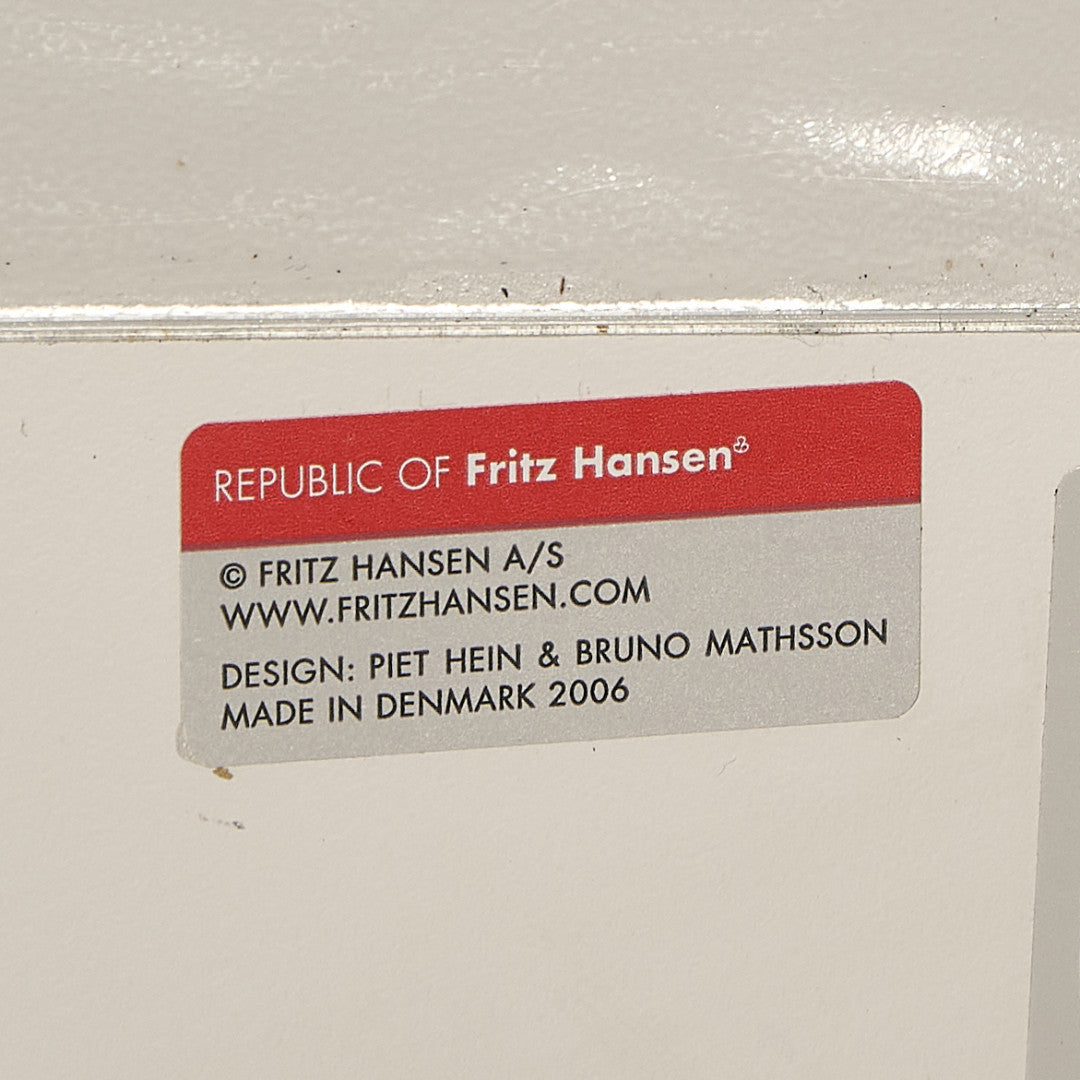 REPUBLIC OF Fritz Hansen
© FRITZ HANSEN A/S
WWW.FRITZHANSEN.COM
DESIGN: PIET HEIN & BRUNO MATHSSON
MADE IN DENMARK 2006